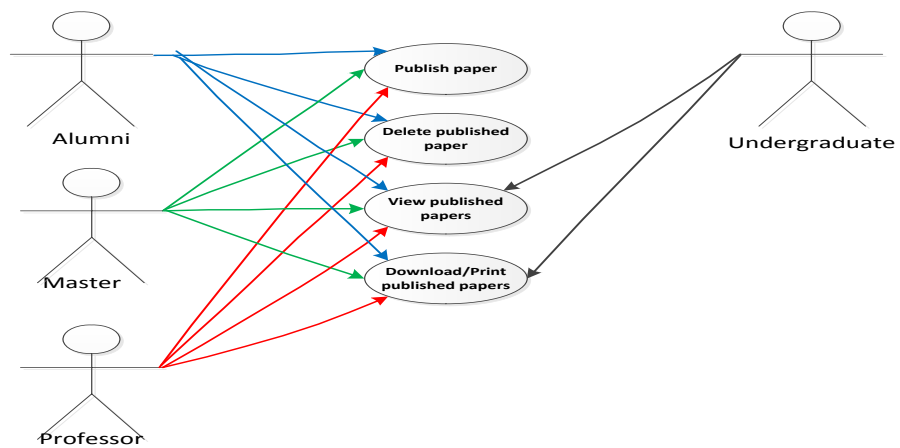 Alumni
Master
Professor
Publish paper
Delete published
paper
View published
papers
Download/Print
published papers
Undergraduate